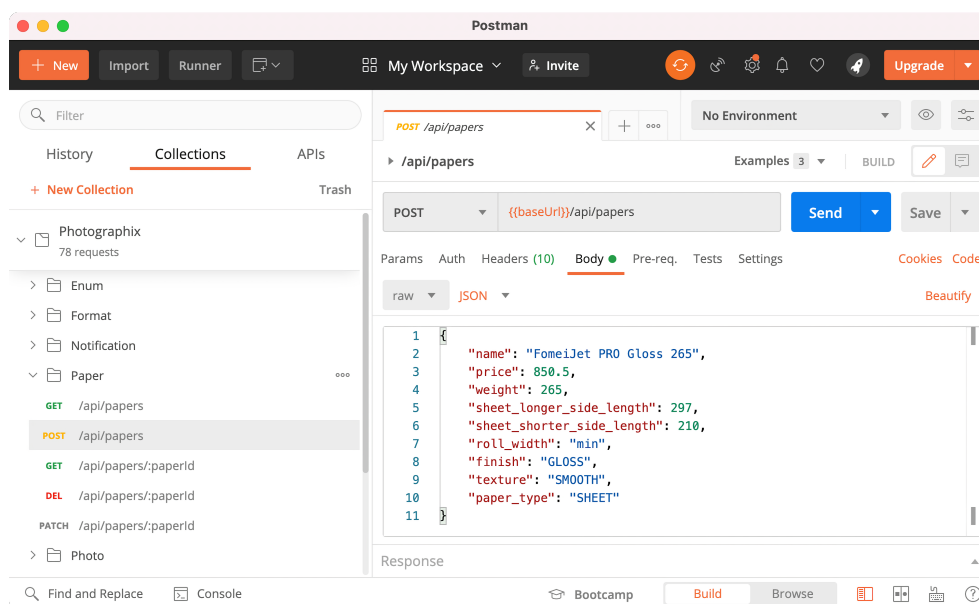 Postman
New
Import
Runner
My Workspace
Invite
Upgrade
Filter
History
Collections
APIs
+ New Collection
Trash
Photographix
78 requests
Enum
Format
Notification
Paper
GET /api/papers
POST /api/papers
GET /api/papers/:paperId
DEL /api/papers/:paperId
PATCH /api/papers/:paperId
Photo
POST /api/papers
No Environment
/api/papers
Examples 3
BUILD
POST
{{baseUrl}}/api/papers
Send
Save
Params Auth Headers (10) Body Pre-req. Tests Settings
Cookies Code
raw
JSON
Beautify
1 {
2 "name": "FomeiJet PRO Gloss 265",
3 "price": 850.5,
4 "weight": 265,
5 "sheet_longer_side_length": 297,
6 "sheet_shorter_side_length": 210,
7 "roll_width": "min",
8 "finish": "GLOSS",
9 "texture": "SMOOTH",
10 "paper_type": "SHEET"
11 }
Response
Find and Replace
Console
Bootcamp
Build
Browse